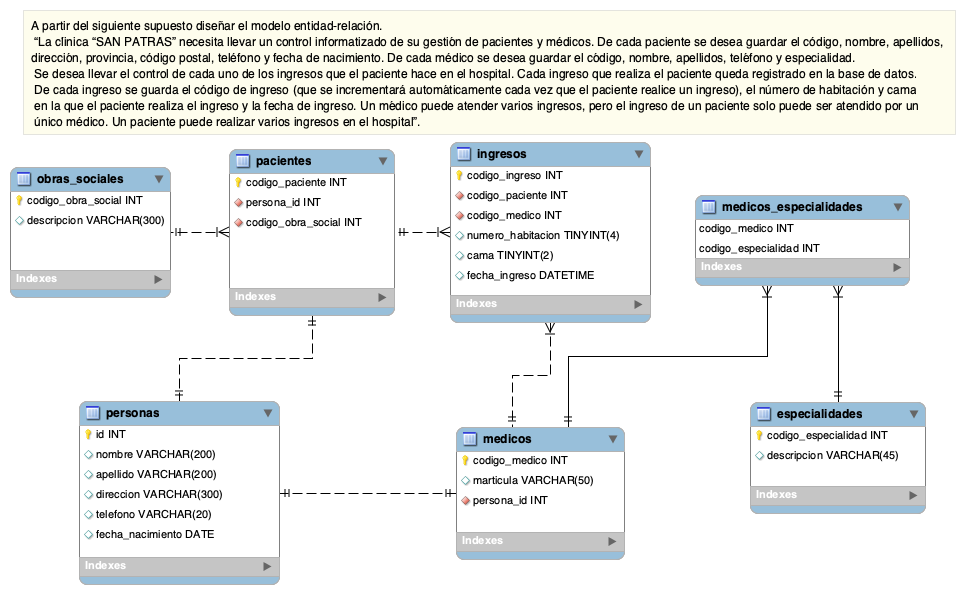 A partir del siguiente supuesto diseñar el modelo entidad-relación.
“La clínica “SAN PATRAS” necesita llevar un control informatizado de su gestión de pacientes y médicos. De cada paciente se desea guardar el código, nombre, apellidos,
dirección, provincia, código postal, teléfono y fecha de nacimiento. De cada médico se desea guardar el código, nombre, apellidos, teléfono y especialidad.
Se desea llevar el control de cada uno de los ingresos que el paciente hace en el hospital. Cada ingreso que realiza el paciente queda registrado en la base de datos.
De cada ingreso se guarda el código de ingreso (que se incrementará automáticamente cada vez que el paciente realice un ingreso), el número de habitación y cama
en la que el paciente realiza el ingreso y la fecha de ingreso. Un médico puede atender varios ingresos, pero el ingreso de un paciente solo puede ser atendido por un
único médico. Un paciente puede realizar varios ingresos en el hospital”.
obras_sociales
codigo_obra_social INT
descripcion VARCHAR(300)
Indexes
pacientes
codigo_paciente INT
persona_id INT
codigo_obra_social INT
Indexes
ingresos
codigo_ingreso INT
codigo_paciente INT
codigo_medico INT
numero_habitacion TINYINT(4)
cama TINYINT(2)
fecha_ingreso DATETIME
Indexes
medicos_especialidades
codigo_medico INT
codigo_especialidad INT
Indexes
personas
id INT
nombre VARCHAR(200)
apellido VARCHAR(200)
direccion VARCHAR(300)
telefono VARCHAR(20)
fecha_nacimiento DATE
Indexes
medicos
codigo_medico INT
marticula VARCHAR(50)
persona_id INT
Indexes
especialidades
codigo_especialidad INT
descripcion VARCHAR(45)
Indexes